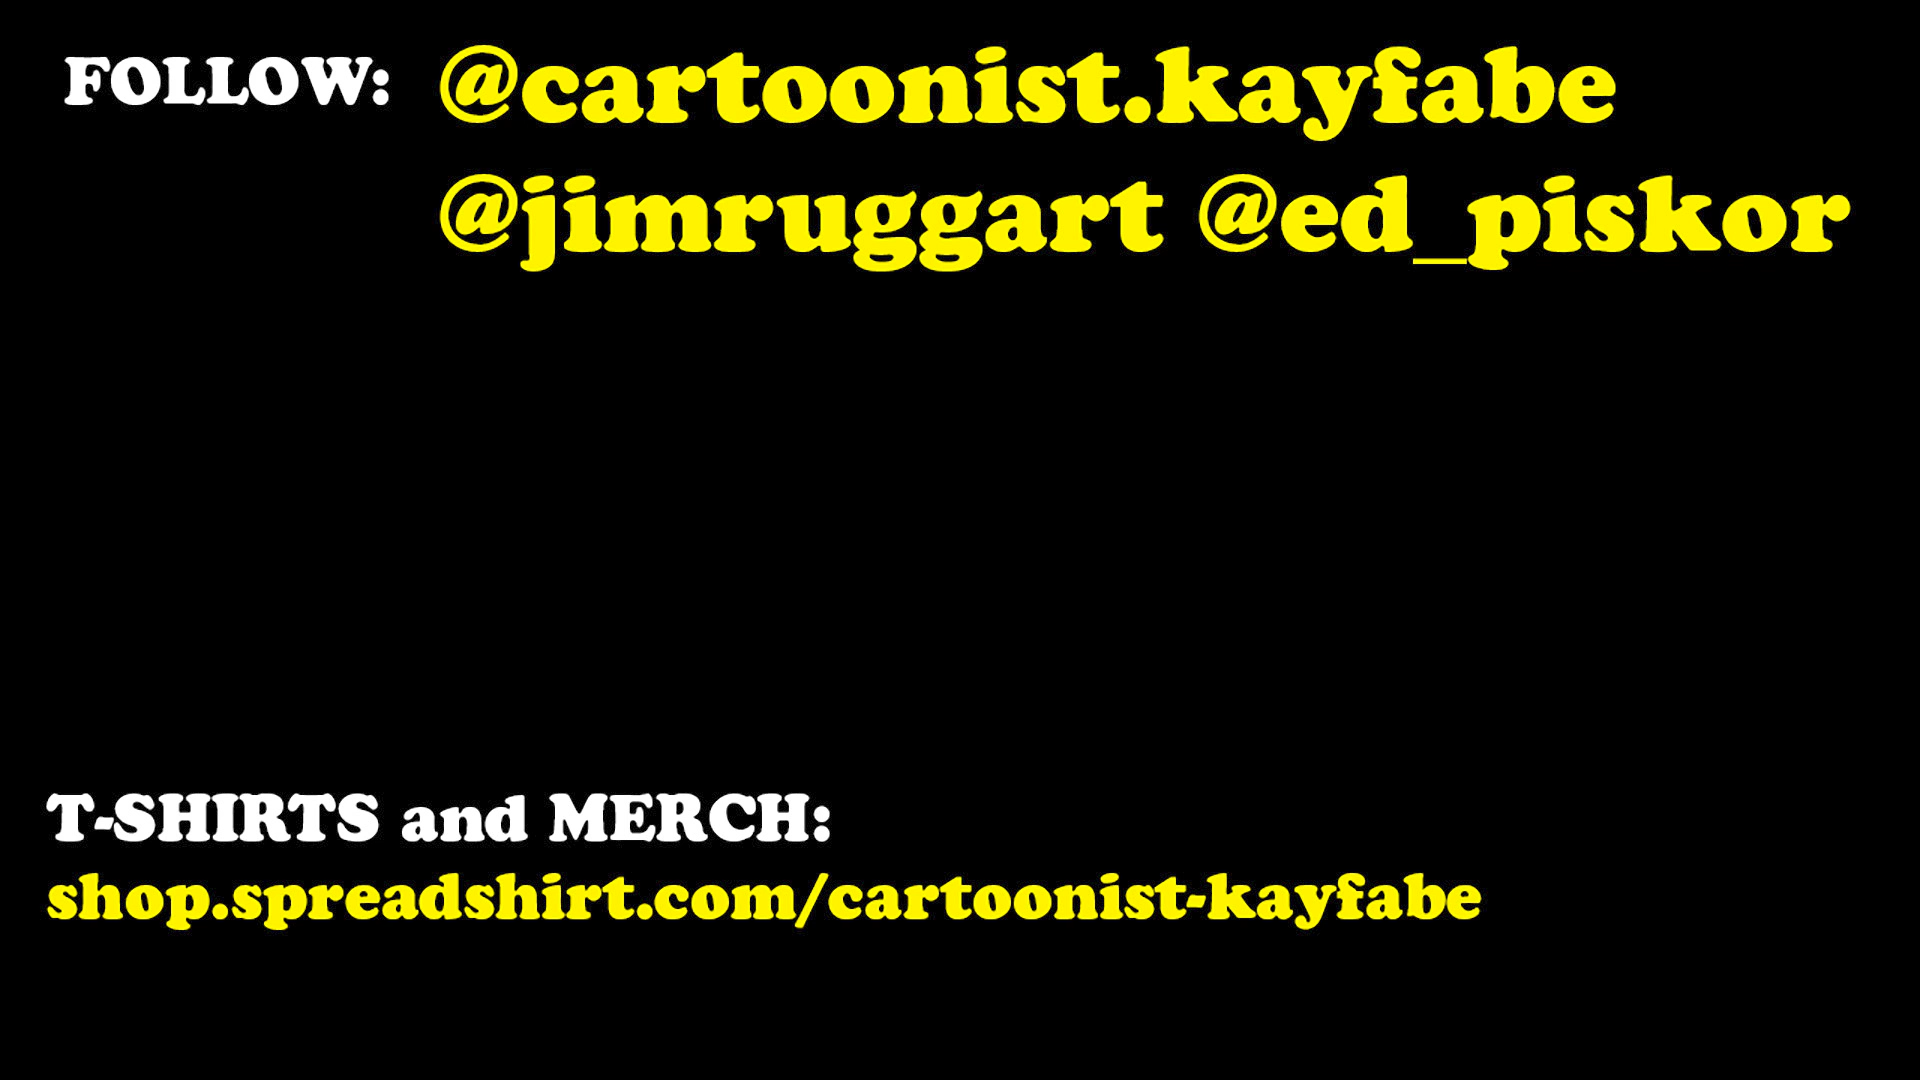 FOLLOW: @cartoonist.kayfabe
@jimruggart @ed_piskor
T-SHIRTS and MERCH:
shop.spreadshirt.com/cartoonist-kayfabe